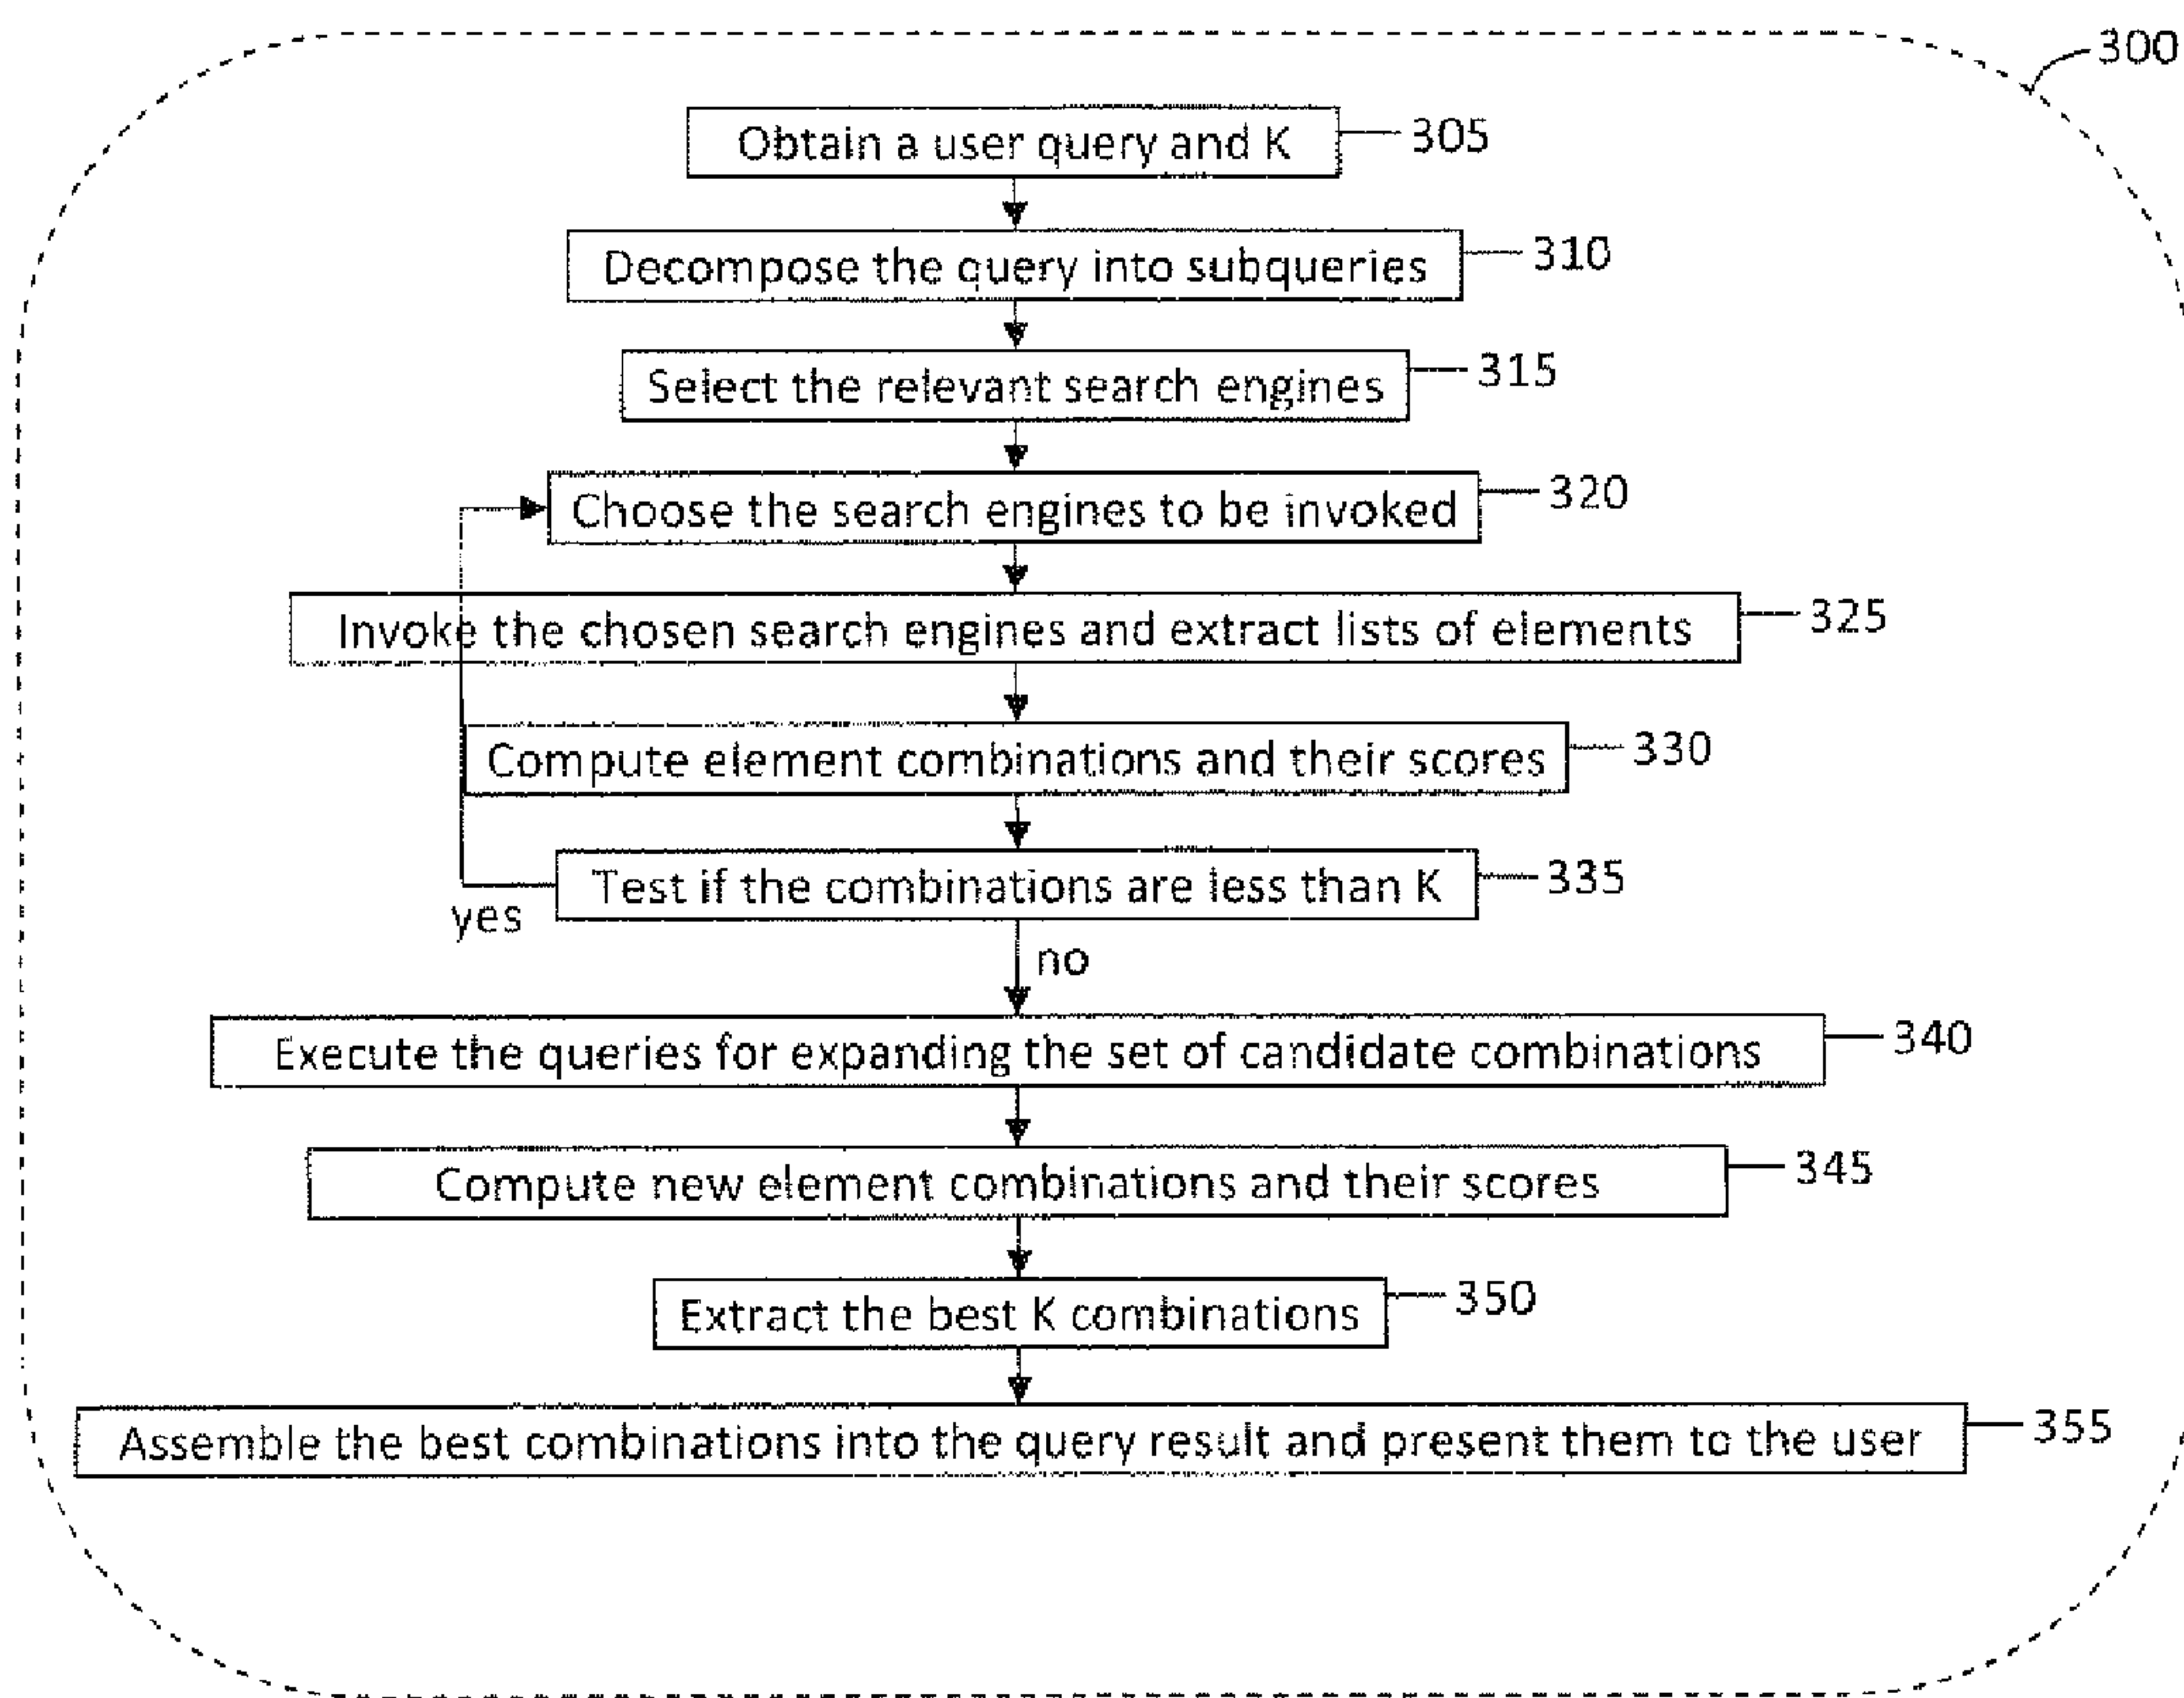 300
Obtain a user query and K
305
Decompose the query into subqueries
310
Select the relevant search engines
315
Choose the search engines to be invoked
320
Invoke the chosen search engines and extract lists of elements
325
Compute element combinations and their scores
330
Test if the combinations are less than K
335
yes
no
Execute the queries for expanding the set of candidate combinations
340
Compute new element combinations and their scores
345
Extract the best K combinations
350
Assemble the best combinations into the query result and present them to the user
355